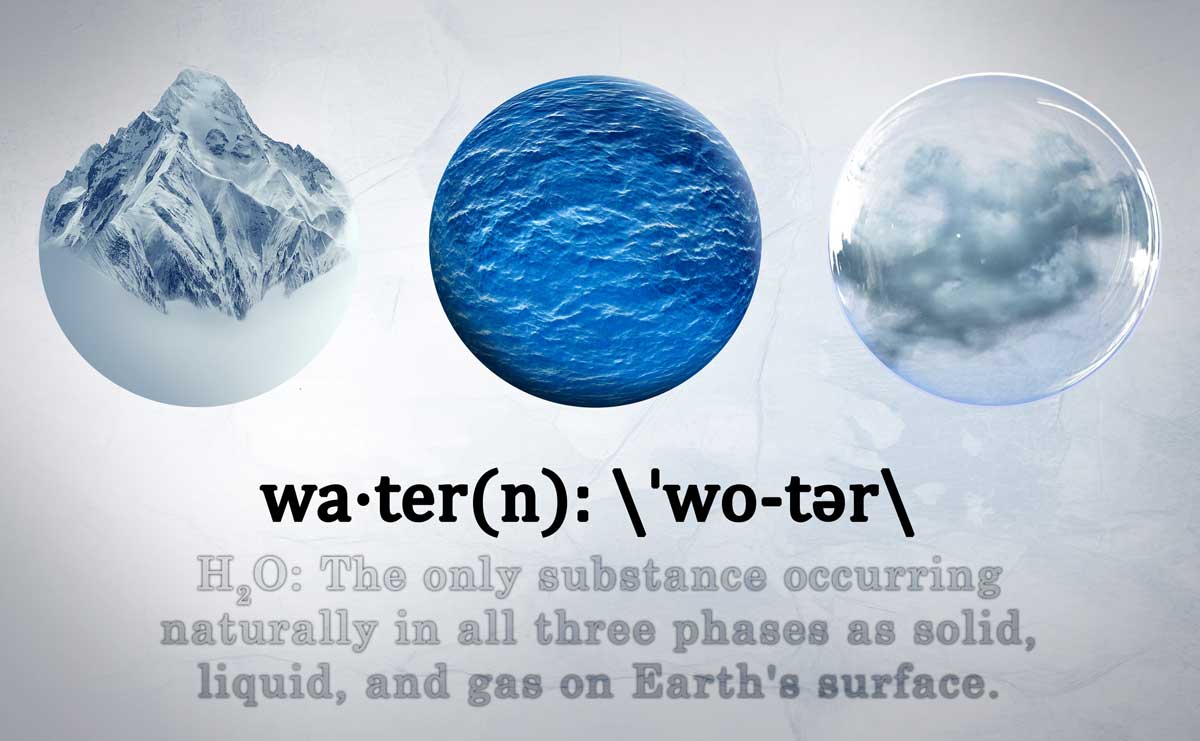 wa·ter(n): \ˈwo-tər\
H₂O: The only substance occurring
naturally in all three phases as solid,
liquid, and gas on Earth's surface.